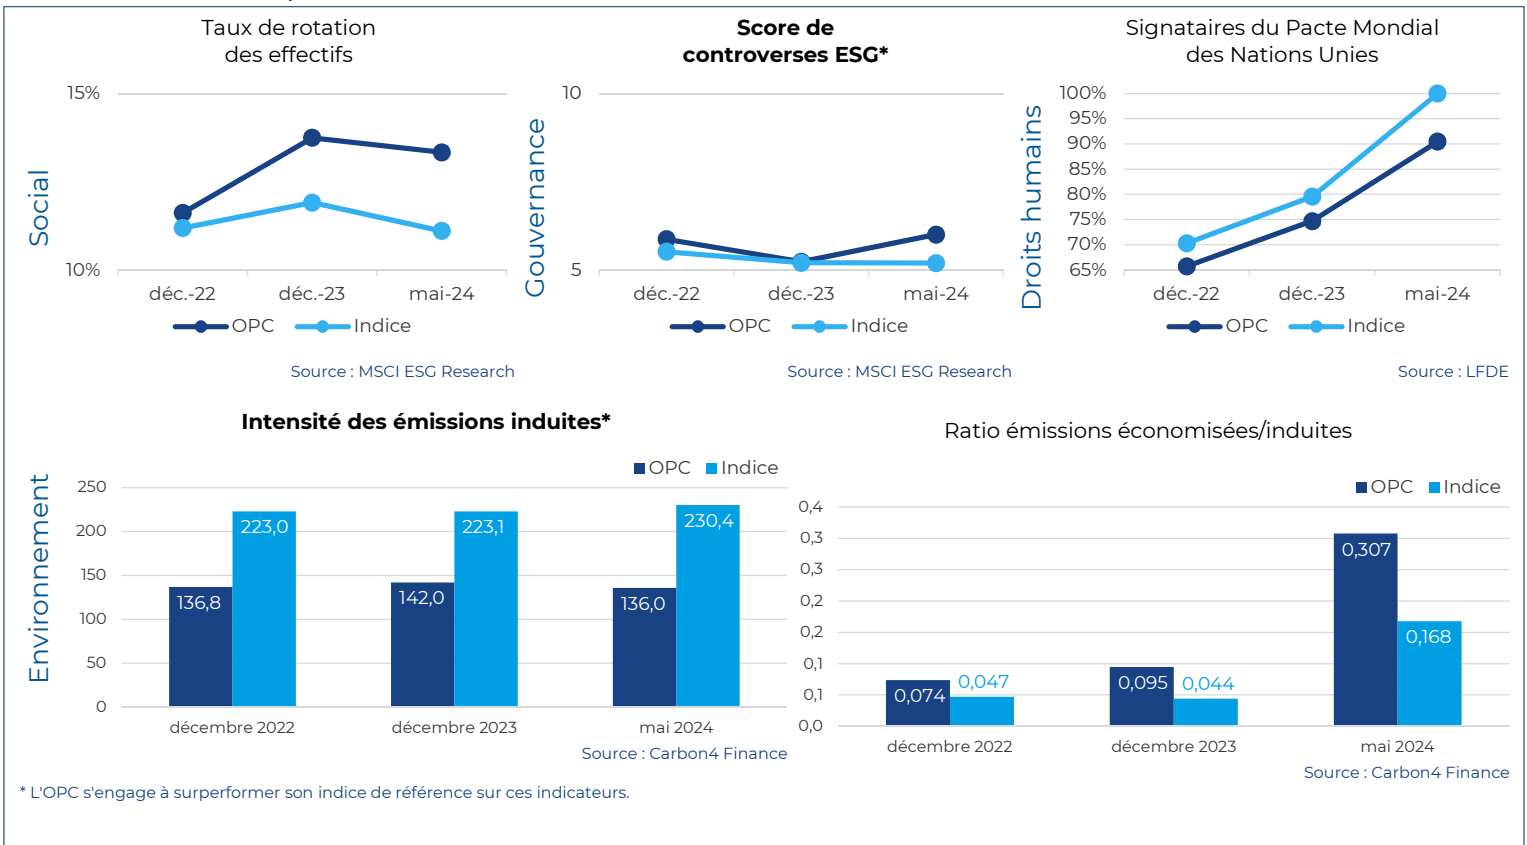 Taux de rotation
des effectifs
Social
15%
10%
déc.-22 déc.-23 mai-24
OPC Indice
Source : MSCI ESG Research
Score de
controverses ESG*
Gouvernance
10
5
déc.-22 déc.-23 mai-24
OPC Indice
Source : MSCI ESG Research
Signataires du Pacte Mondial
des Nations Unies
Droits humains
100%
95%
90%
85%
80%
75%
70%
65%
déc.-22 déc.-23 mai-24
OPC Indice
Source : LFDE
Intensité des émissions induites*
Environnement
OPC Indice
250
200
150
100
50
0
136,8 223,0 142,0 223,1 136,0 230,4
décembre 2022 décembre 2023 mai 2024
Source : Carbon4 Finance
Ratio émissions économisées/induites
OPC Indice
0,4
0,3
0,3
0,2
0,2
0,1
0,1
0,0
0,074 0,047 0,095 0,044 0,307 0,168
décembre 2022 décembre 2023 mai 2024
Source : Carbon4 Finance
* L'OPC s'engage à surperformer son indice de référence sur ces indicateurs.